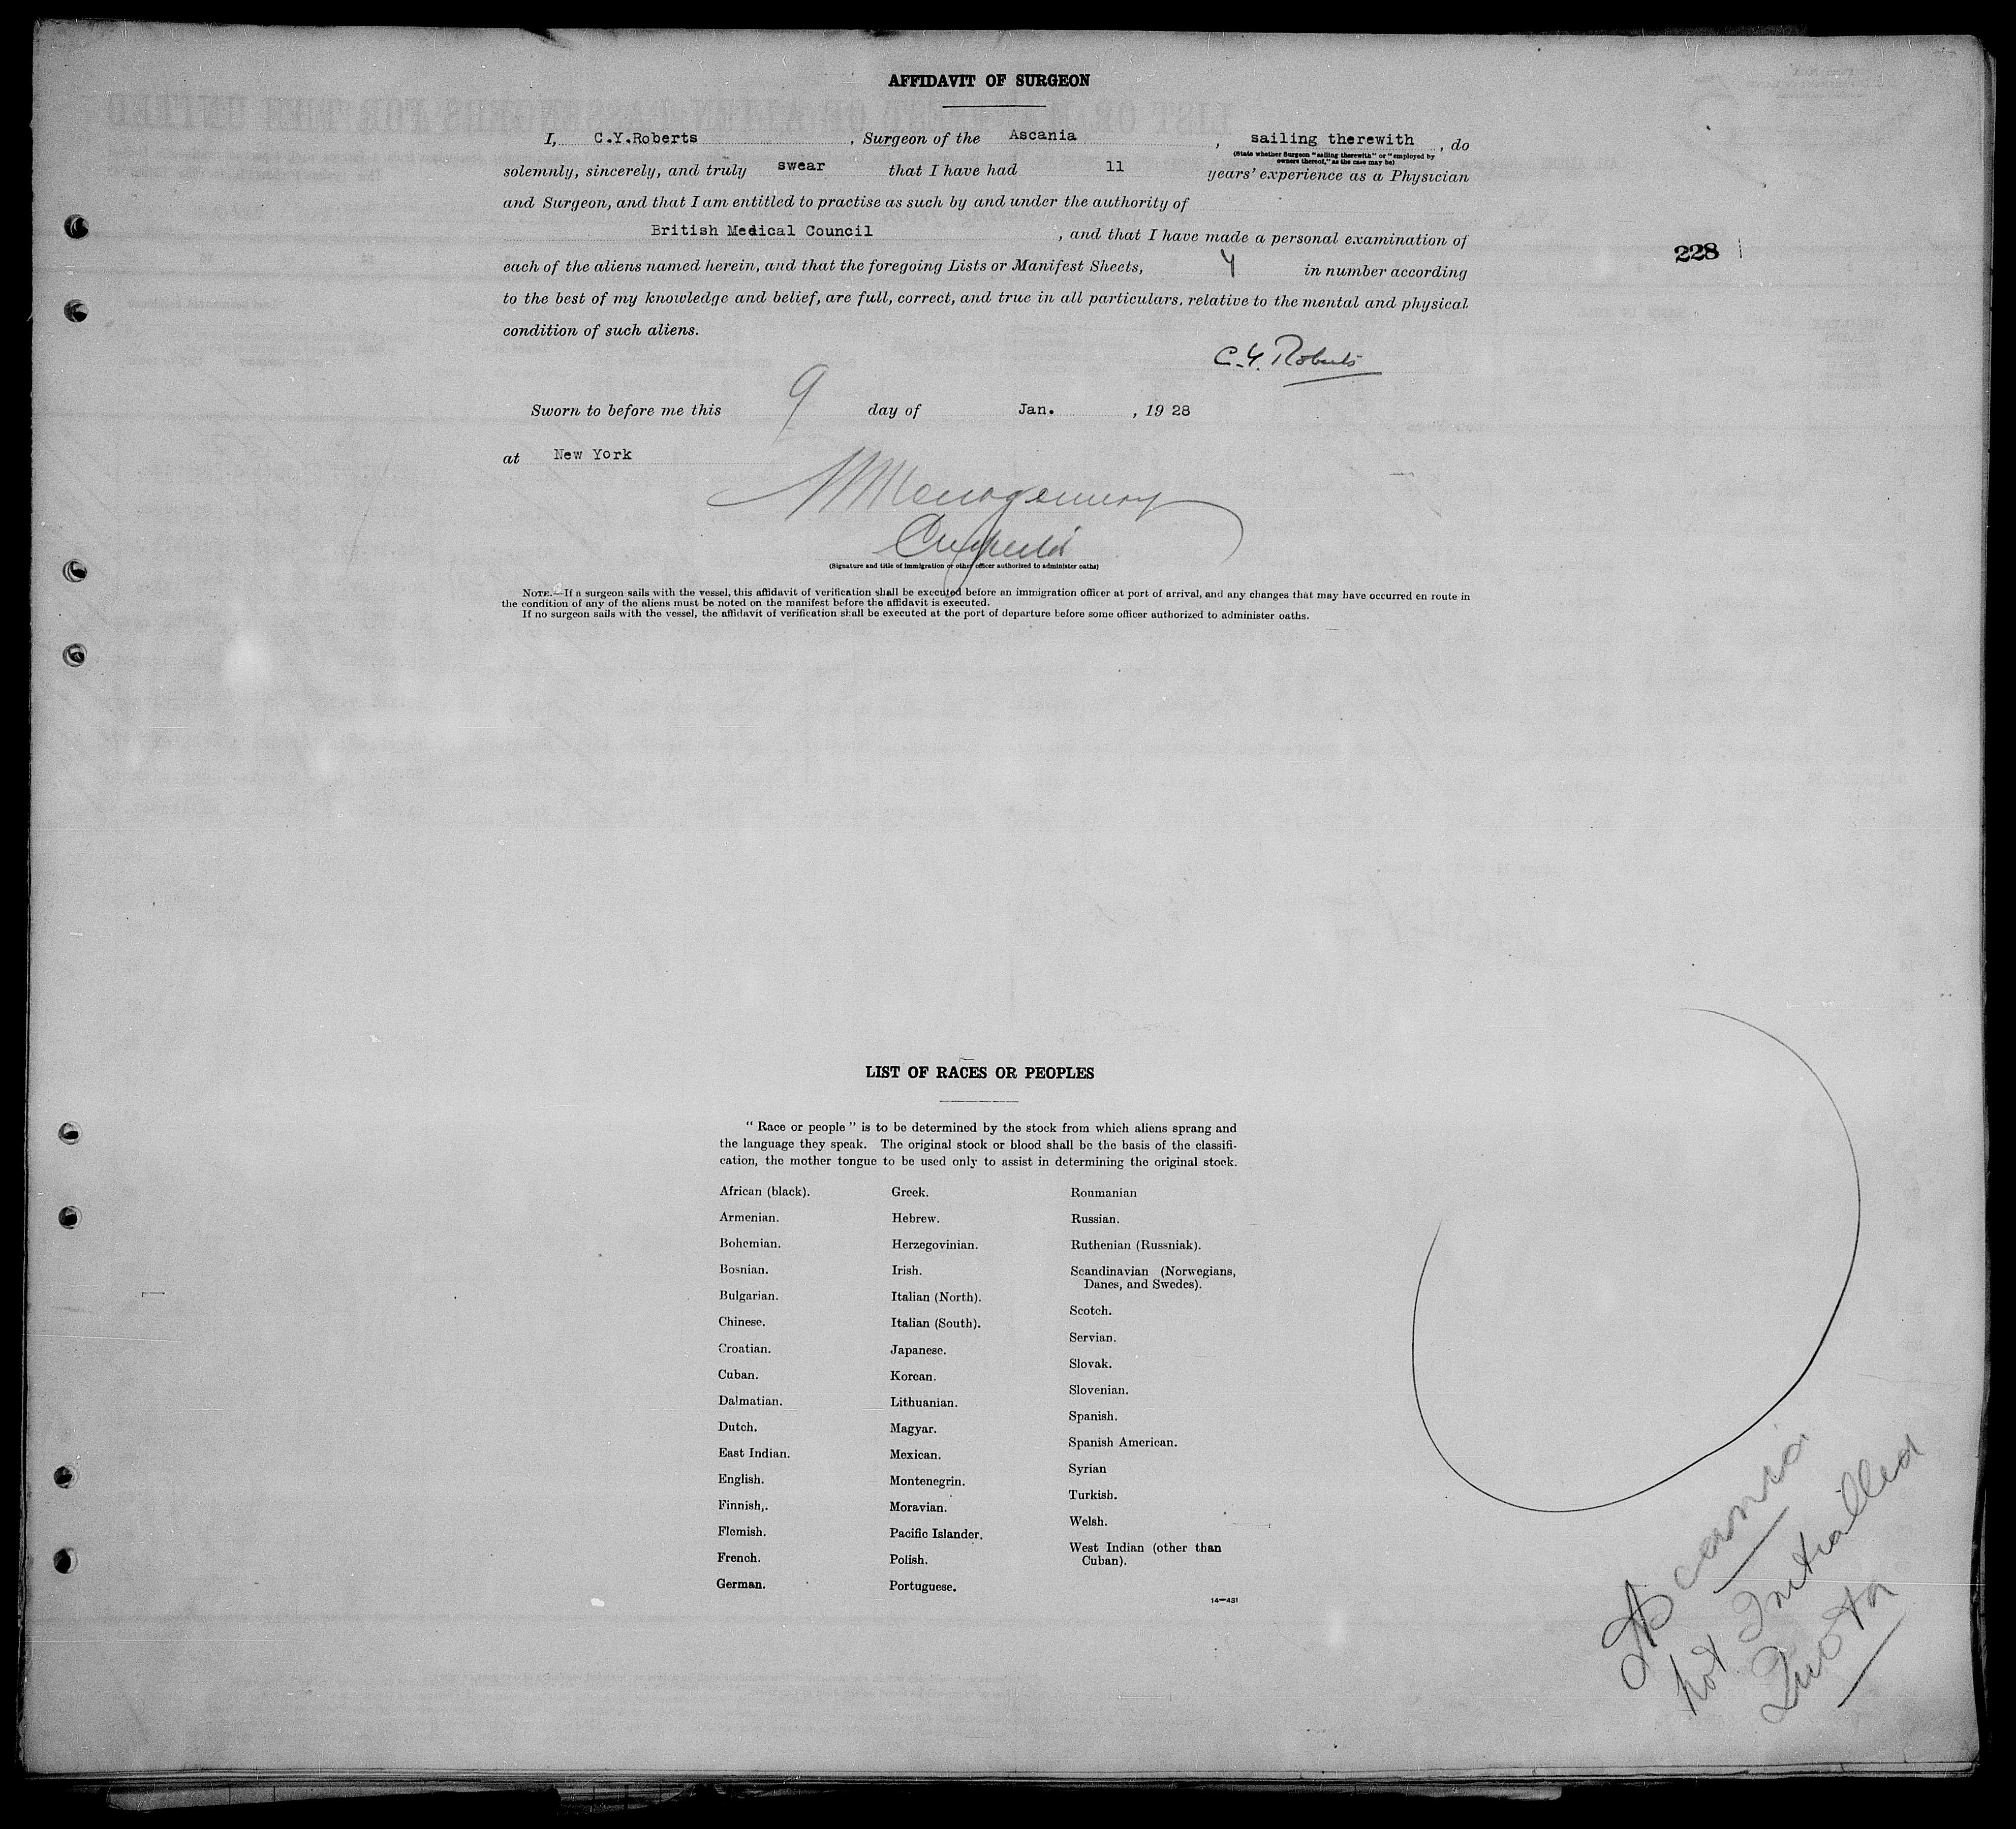 AFFIDAVIT OF SURGEON
I, C.Y.Roberts , Surgeon of the Ascania , sailing therewith , do
(State whether Surgeon "sailing therewith" or "employed by
owners thereof," as the case may be)
solemnly, sincerely, and truly swear that I have had 11 years' experience as a Physician
and Surgeon, and that I am entitled to practise as such by and under the authority of
British Medical Council , and that I have made a personal examination of
228
each of the aliens named herein, and that the foregoing Lists or Manifest Sheets, 4 in number according
to the best of my knowledge and belief, are full, correct, and true in all particulars, relative to the mental and physical
condition of such aliens.
C.Y. Roberts
Sworn to before me this 9 day of Jan. , 19 28
at New York
(Signature and title of immigration or other officer authorized to administer oaths)
NOTE.—If a surgeon sails with the vessel, this affidavit of verification shall be executed before an immigration officer at port of arrival, and any changes that may have occurred en route in
the condition of any of the aliens must be noted on the manifest before the affidavit is executed.
If no surgeon sails with the vessel, the affidavit of verification shall be executed at the port of departure before some officer authorized to administer oaths.
LIST OF RACES OR PEOPLES
"Race or people" is to be determined by the stock from which aliens sprang and
the language they speak. The original stock or blood shall be the basis of the classifi-
cation, the mother tongue to be used only to assist in determining the original stock.
African (black).
Armenian.
Bohemian.
Bosnian.
Bulgarian.
Chinese.
Croatian.
Cuban.
Dalmatian.
Dutch.
East Indian.
English.
Finnish,.
Flemish.
French.
German.
Greek.
Hebrew.
Herzegovinian.
Irish.
Italian (North).
Italian (South).
Japanese.
Korean.
Lithuanian.
Magyar.
Mexican.
Montenegrin.
Moravian.
Pacific Islander.
Polish.
Portuguese.
Roumanian
Russian.
Ruthenian (Russniak).
Scandinavian (Norwegians,
Danes, and Swedes).
Scotch.
Servian.
Slovak.
Slovenian.
Spanish.
Spanish American.
Syrian
Turkish.
Welsh.
West Indian (other than
Cuban).
14—431
Ascania
not Initialled
Quota